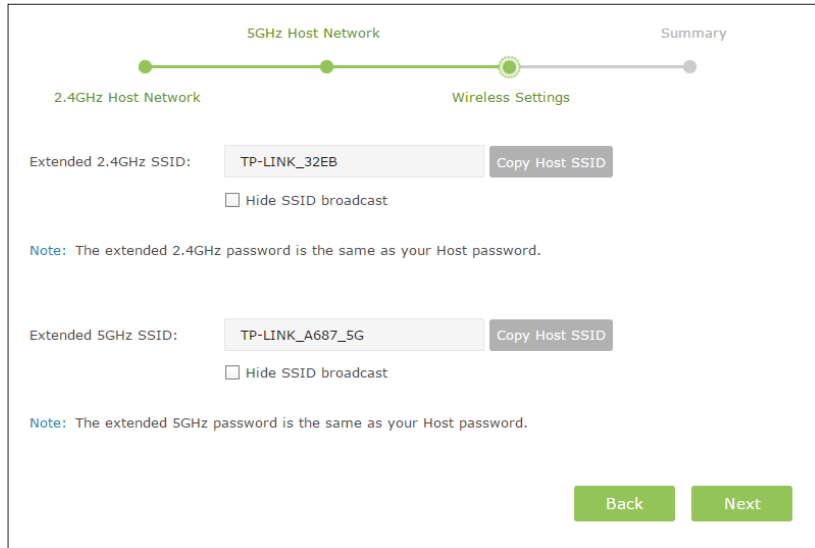 5GHz Host Network Summary
2.4GHz Host Network Wireless Settings
Extended 2.4GHz SSID: TP-LINK_32EB Copy Host SSID
Hide SSID broadcast
Note: The extended 2.4GHz password is the same as your Host password.
Extended 5GHz SSID: TP-LINK_A687_5G Copy Host SSID
Hide SSID broadcast
Note: The extended 5GHz password is the same as your Host password.
Back Next